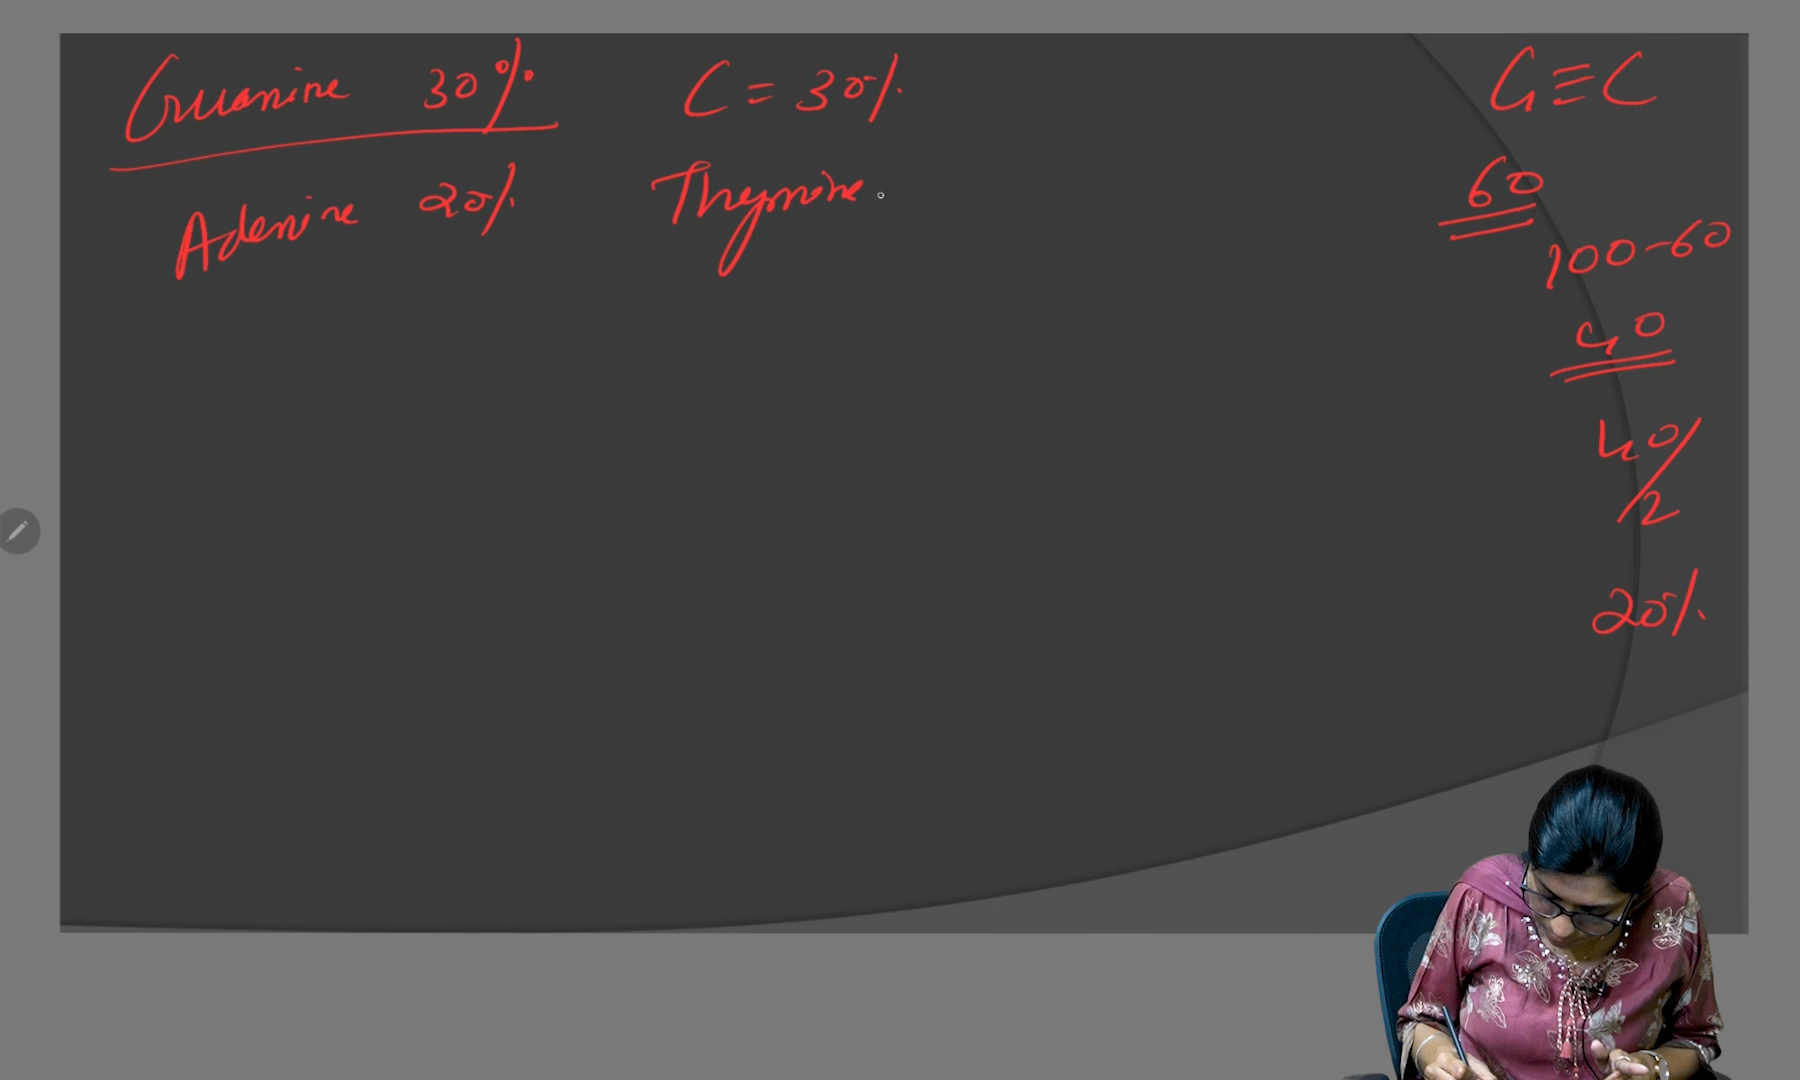 Guanine 30% C = 30%
Adenine 20% Thymine
G≡C
60
100-60
40
40/2
20%